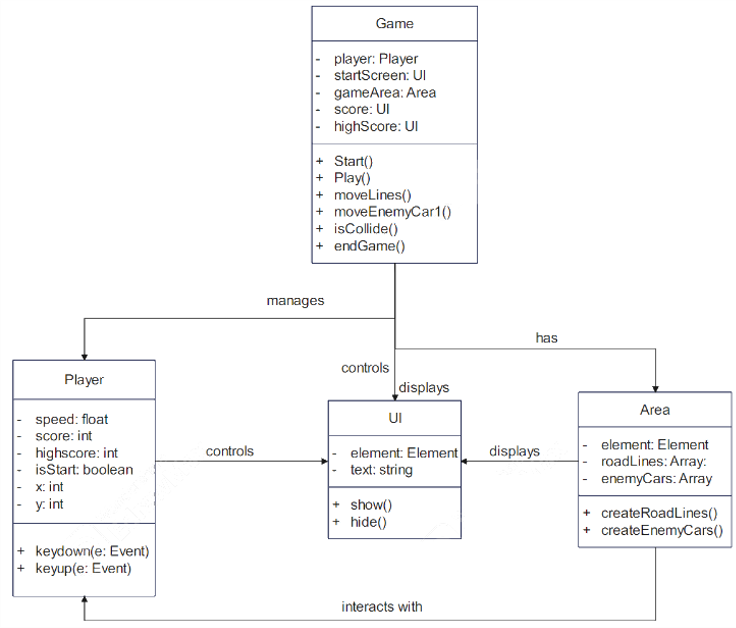 Game
- player: Player
- startScreen: UI
- gameArea: Area
- score: UI
- highScore: UI
+ Start()
+ Play()
+ moveLines()
+ moveEnemyCar1()
+ isCollide()
+ endGame()
manages
has
controls
displays
Player
- speed: float
- score: int
- highscore: int
- isStart: boolean
- x: int
- y: int
+ keydown(e: Event)
+ keyup(e: Event)
controls
UI
- element: Element
- text: string
+ show()
+ hide()
displays
Area
- element: Element
- roadLines: Array:
- enemyCars: Array
+ createRoadLines()
+ createEnemyCars()
interacts with